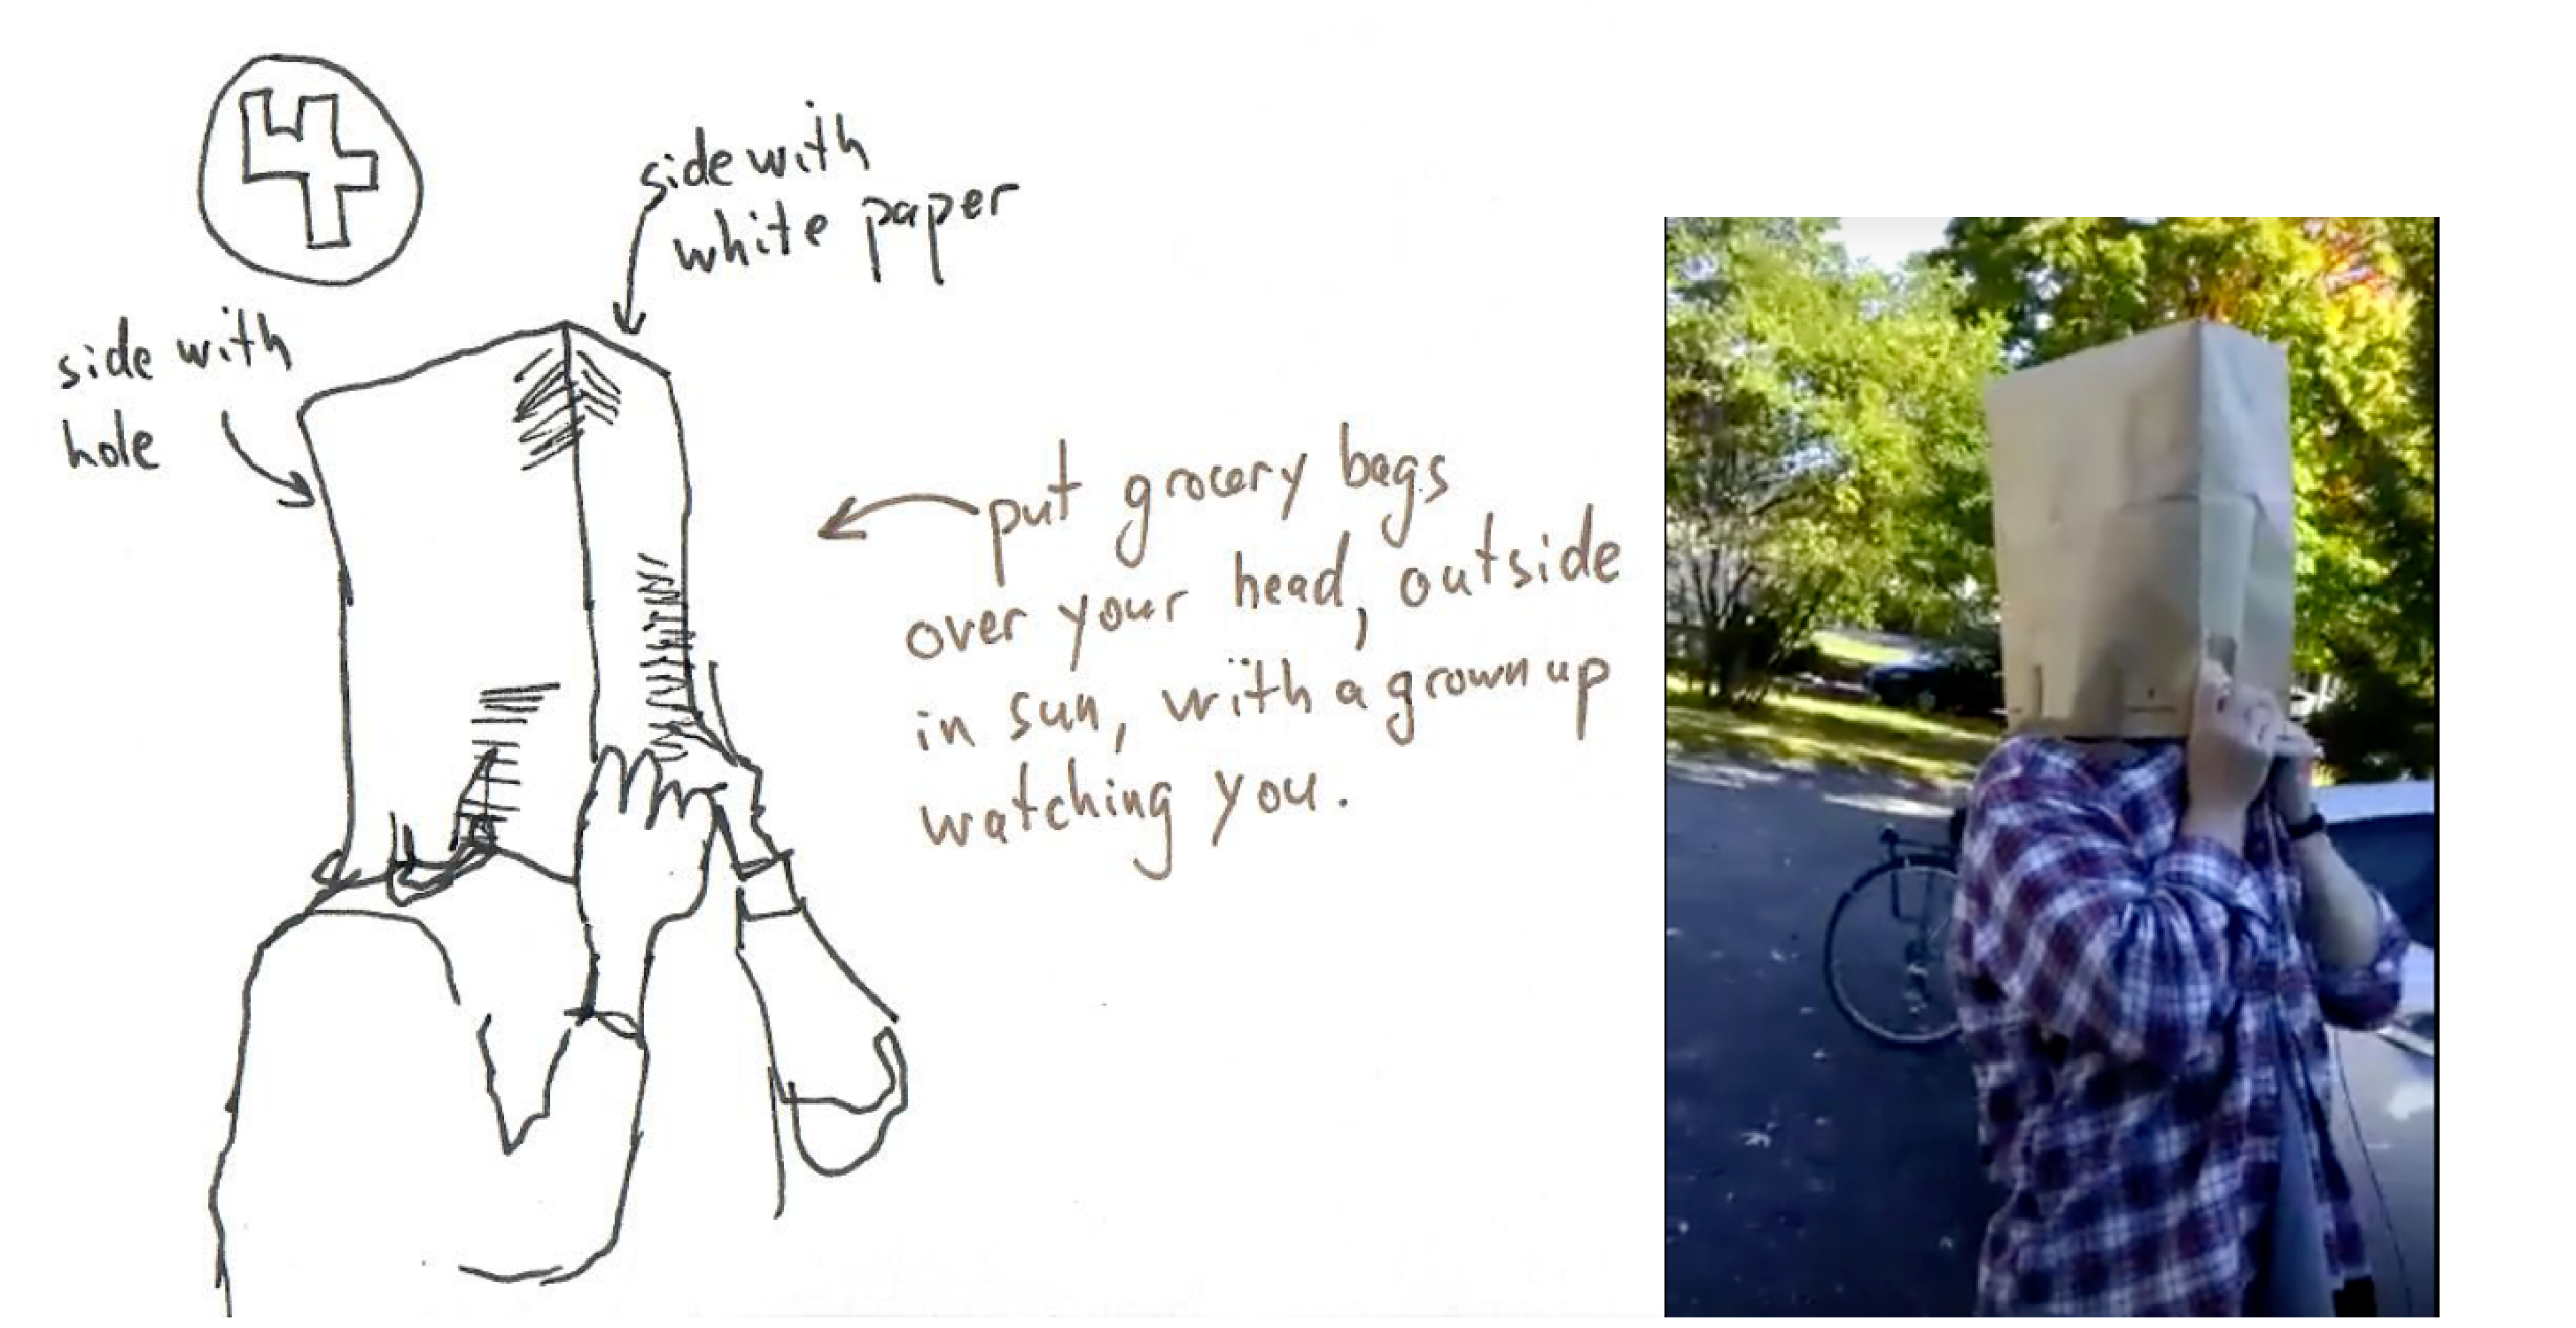 4
side with
white paper
side with
hole
put grocery bags
over your head, outside
in sun, with a grown up
watching you.